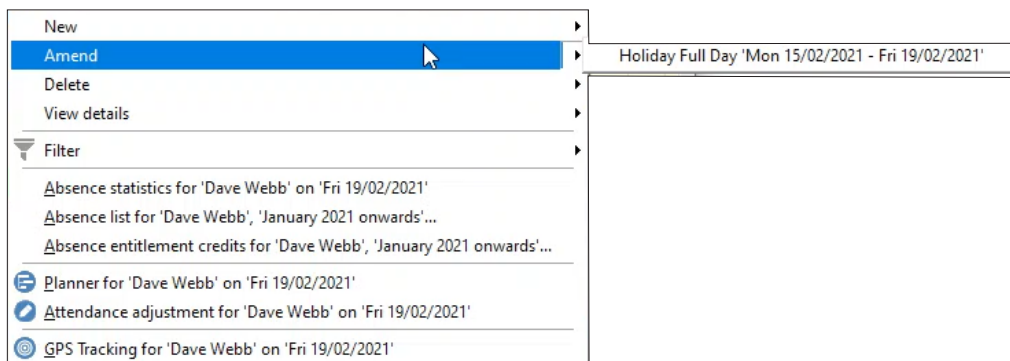 New
Amend
Holiday Full Day 'Mon 15/02/2021 - Fri 19/02/2021'
Delete
View details
Filter
Absence statistics for 'Dave Webb' on 'Fri 19/02/2021'
Absence list for 'Dave Webb', 'January 2021 onwards'...
Absence entitlement credits for 'Dave Webb', 'January 2021 onwards'...
Planner for 'Dave Webb' on 'Fri 19/02/2021'
Attendance adjustment for 'Dave Webb' on 'Fri 19/02/2021'
GPS Tracking for 'Dave Webb' on 'Fri 19/02/2021'